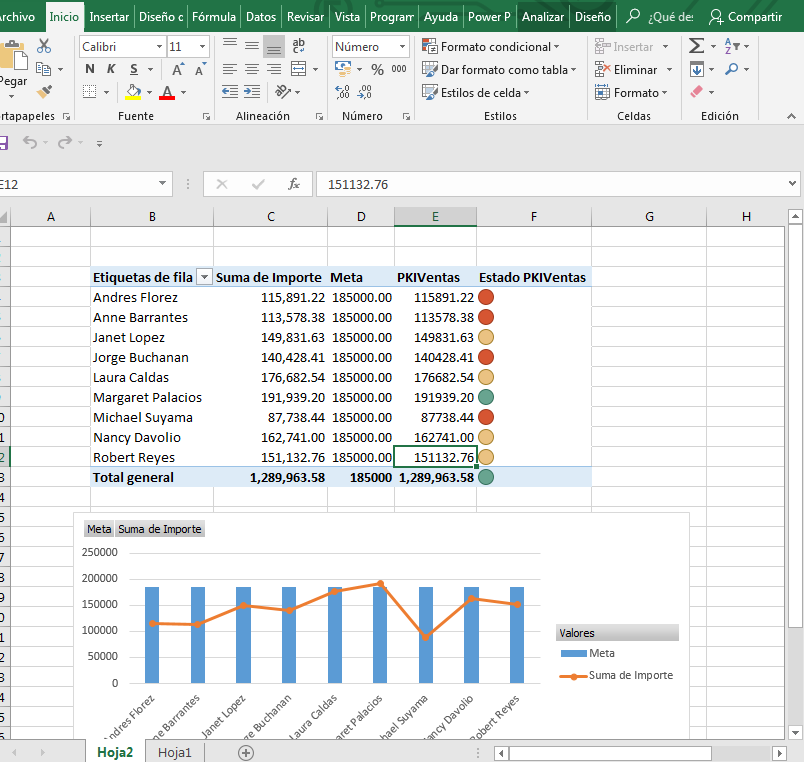 rchivo Inicio Insertar Diseño c Fórmula Datos Revisar Vista Program Ayuda Power P Analizar Diseño ¿Qué des Compartir
Calibri 11 ab Número Formato condicional Insertar Σ
N K S A A % 000 Dar formato como tabla Eliminar
Pegar A Estilos de celda Formato
rtapapeles Fuente Alineación Número Estilos Celdas Edición
E12 fx 151132.76
A B C D E F G H
Etiquetas de fila Suma de Importe Meta PKIVentas Estado PKIVentas
Andres Florez 115,891.22 185000.00 115891.22
Anne Barrantes 113,578.38 185000.00 113578.38
Janet Lopez 149,831.63 185000.00 149831.63
Jorge Buchanan 140,428.41 185000.00 140428.41
Laura Caldas 176,682.54 185000.00 176682.54
Margaret Palacios 191,939.20 185000.00 191939.20
Michael Suyama 87,738.44 185000.00 87738.44
Nancy Davolio 162,741.00 185000.00 162741.00
Robert Reyes 151,132.76 185000.00 151132.76
Total general 1,289,963.58 185000 1,289,963.58
Meta Suma de Importe
250000
200000
150000
100000
50000
0
Valores
Meta
Suma de Importe
Andres Florez
ne Barrantes
Janet Lopez
ge Buchanan
Laura Caldas
aret Palacios
hael Suyama
ancy Davolio
Robert Reyes
Hoja2 Hoja1